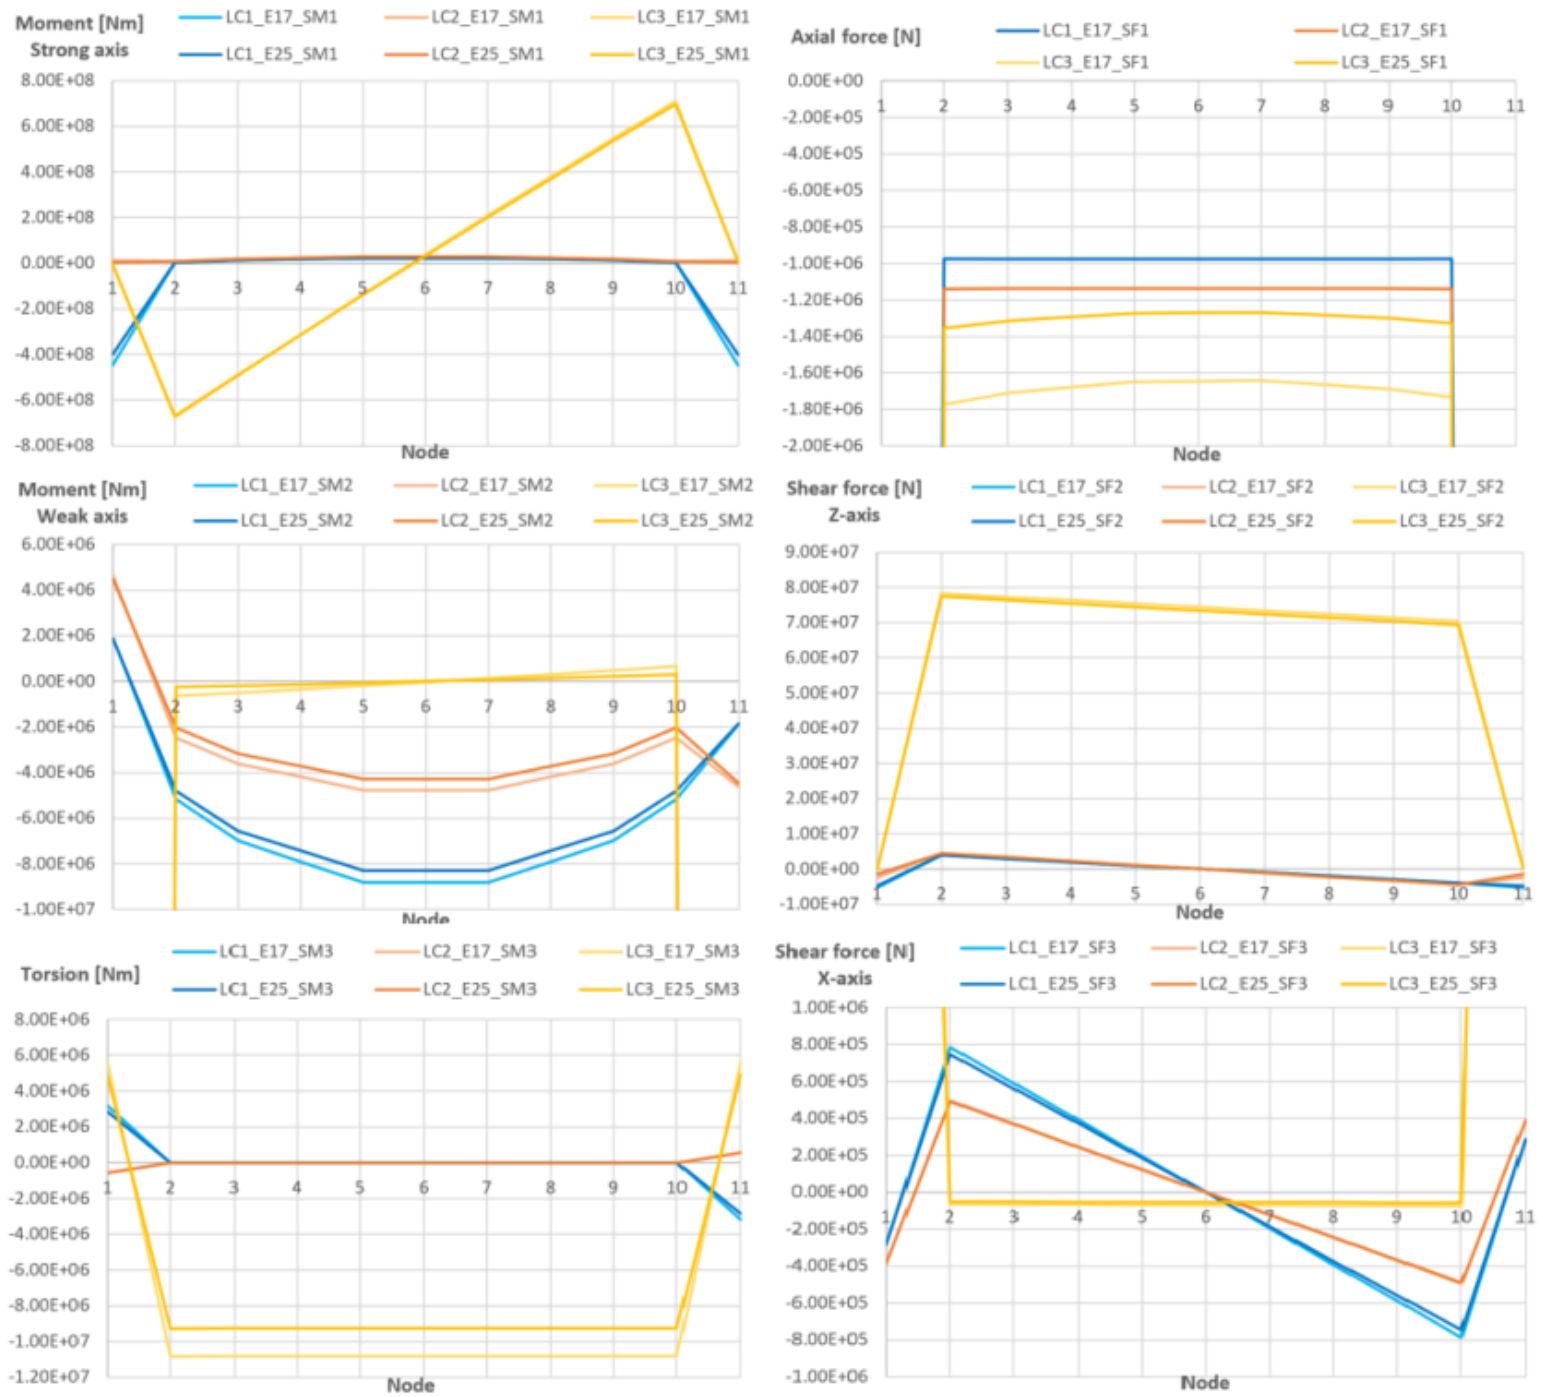 Moment [Nm]
Strong axis
LC1_E17_SM1 LC2_E17_SM1 LC3_E17_SM1
LC1_E25_SM1 LC2_E25_SM1 LC3_E25_SM1
8.00E+08
6.00E+08
4.00E+08
2.00E+08
0.00E+00
-2.00E+08
-4.00E+08
-6.00E+08
-8.00E+08
1 2 3 4 5 6 7 8 9 10 11
Node
Axial force [N]
LC1_E17_SF1 LC2_E17_SF1
LC3_E17_SF1 LC3_E25_SF1
0.00E+00
-2.00E+05
-4.00E+05
-6.00E+05
-8.00E+05
-1.00E+06
-1.20E+06
-1.40E+06
-1.60E+06
-1.80E+06
-2.00E+06
1 2 3 4 5 6 7 8 9 10 11
Node
Moment [Nm]
Weak axis
LC1_E17_SM2 LC2_E17_SM2 LC3_E17_SM2
LC1_E25_SM2 LC2_E25_SM2 LC3_E25_SM2
6.00E+06
4.00E+06
2.00E+06
0.00E+00
-2.00E+06
-4.00E+06
-6.00E+06
-8.00E+06
-1.00E+07
1 2 3 4 5 6 7 8 9 10 11
Node
Shear force [N]
Z-axis
LC1_E17_SF2 LC2_E17_SF2 LC3_E17_SF2
LC1_E25_SF2 LC2_E25_SF2 LC3_E25_SF2
9.00E+07
8.00E+07
7.00E+07
6.00E+07
5.00E+07
4.00E+07
3.00E+07
2.00E+07
1.00E+07
0.00E+00
-1.00E+07
1 2 3 4 5 6 7 8 9 10 11
Node
Torsion [Nm]
LC1_E17_SM3 LC2_E17_SM3 LC3_E17_SM3
LC1_E25_SM3 LC2_E25_SM3 LC3_E25_SM3
8.00E+06
6.00E+06
4.00E+06
2.00E+06
0.00E+00
-2.00E+06
-4.00E+06
-6.00E+06
-8.00E+06
-1.00E+07
-1.20E+07
1 2 3 4 5 6 7 8 9 10 11
Node
Shear force [N]
X-axis
LC1_E17_SF3 LC2_E17_SF3 LC3_E17_SF3
LC1_E25_SF3 LC2_E25_SF3 LC3_E25_SF3
1.00E+06
8.00E+05
6.00E+05
4.00E+05
2.00E+05
0.00E+00
-2.00E+05
-4.00E+05
-6.00E+05
-8.00E+05
-1.00E+06
1 2 3 4 5 6 7 8 9 10 11
Node